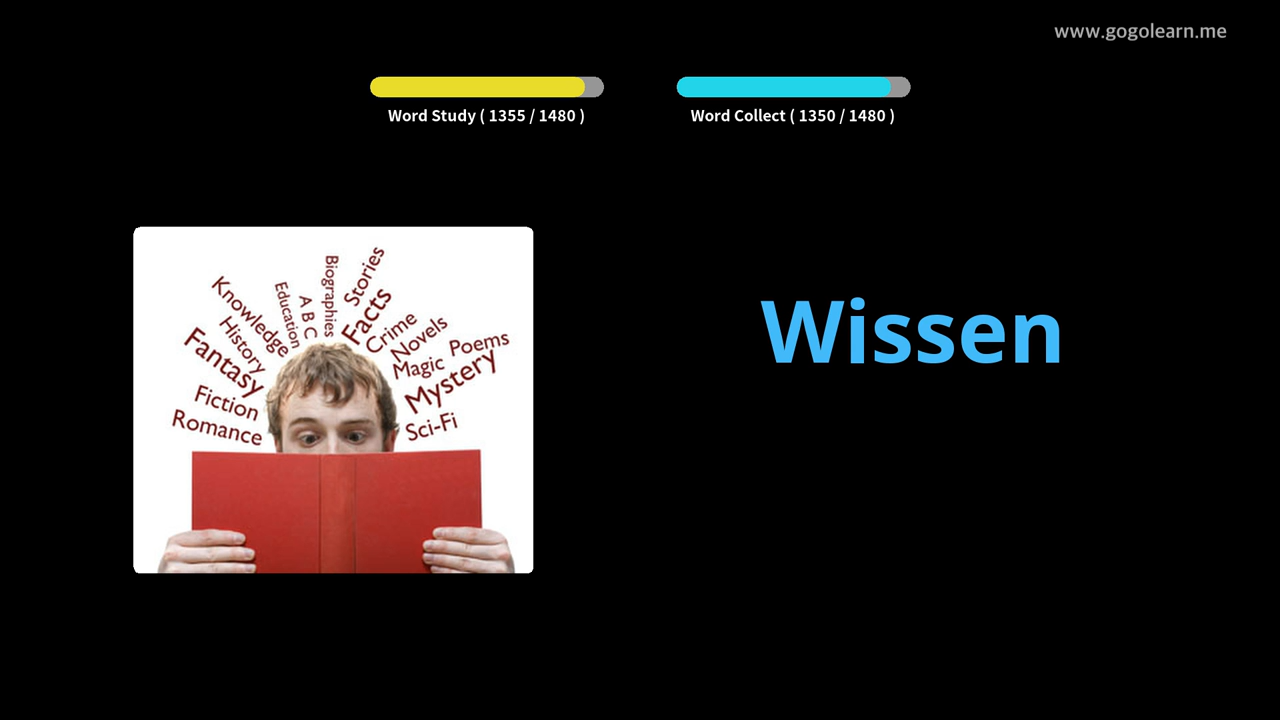 www.gogolearn.me
Word Study ( 1355 / 1480 )
Word Collect ( 1350 / 1480 )
Wissen
Romance
Fiction
Fantasy
History
Knowledge
Education
A B C
Biographies
Stories
Facts
Crime
Novels
Magic
Poems
Mystery
Sci-Fi